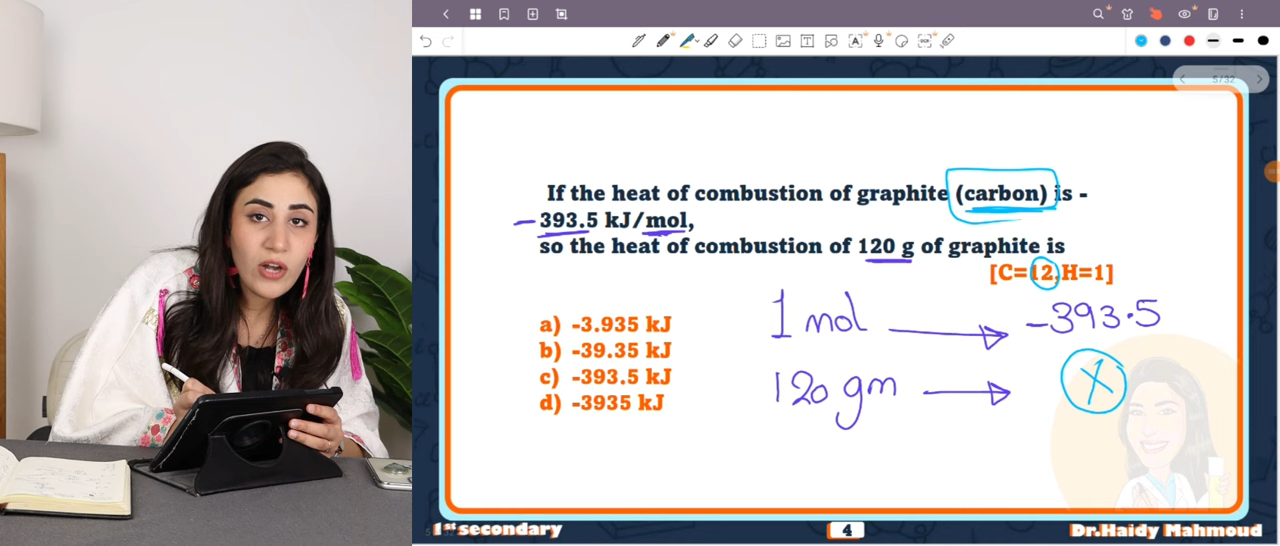 5/32
If the heat of combustion of graphite (carbon) is -
- 393.5 kJ/mol,
so the heat of combustion of 120 g of graphite is
[C=12,H=1]
a) -3.935 kJ
b) -39.35 kJ
c) -393.5 kJ
d) -3935 kJ
1 mol → -393.5
120 gm → X
1st secondary
4
Dr.Haidy Mahmoud